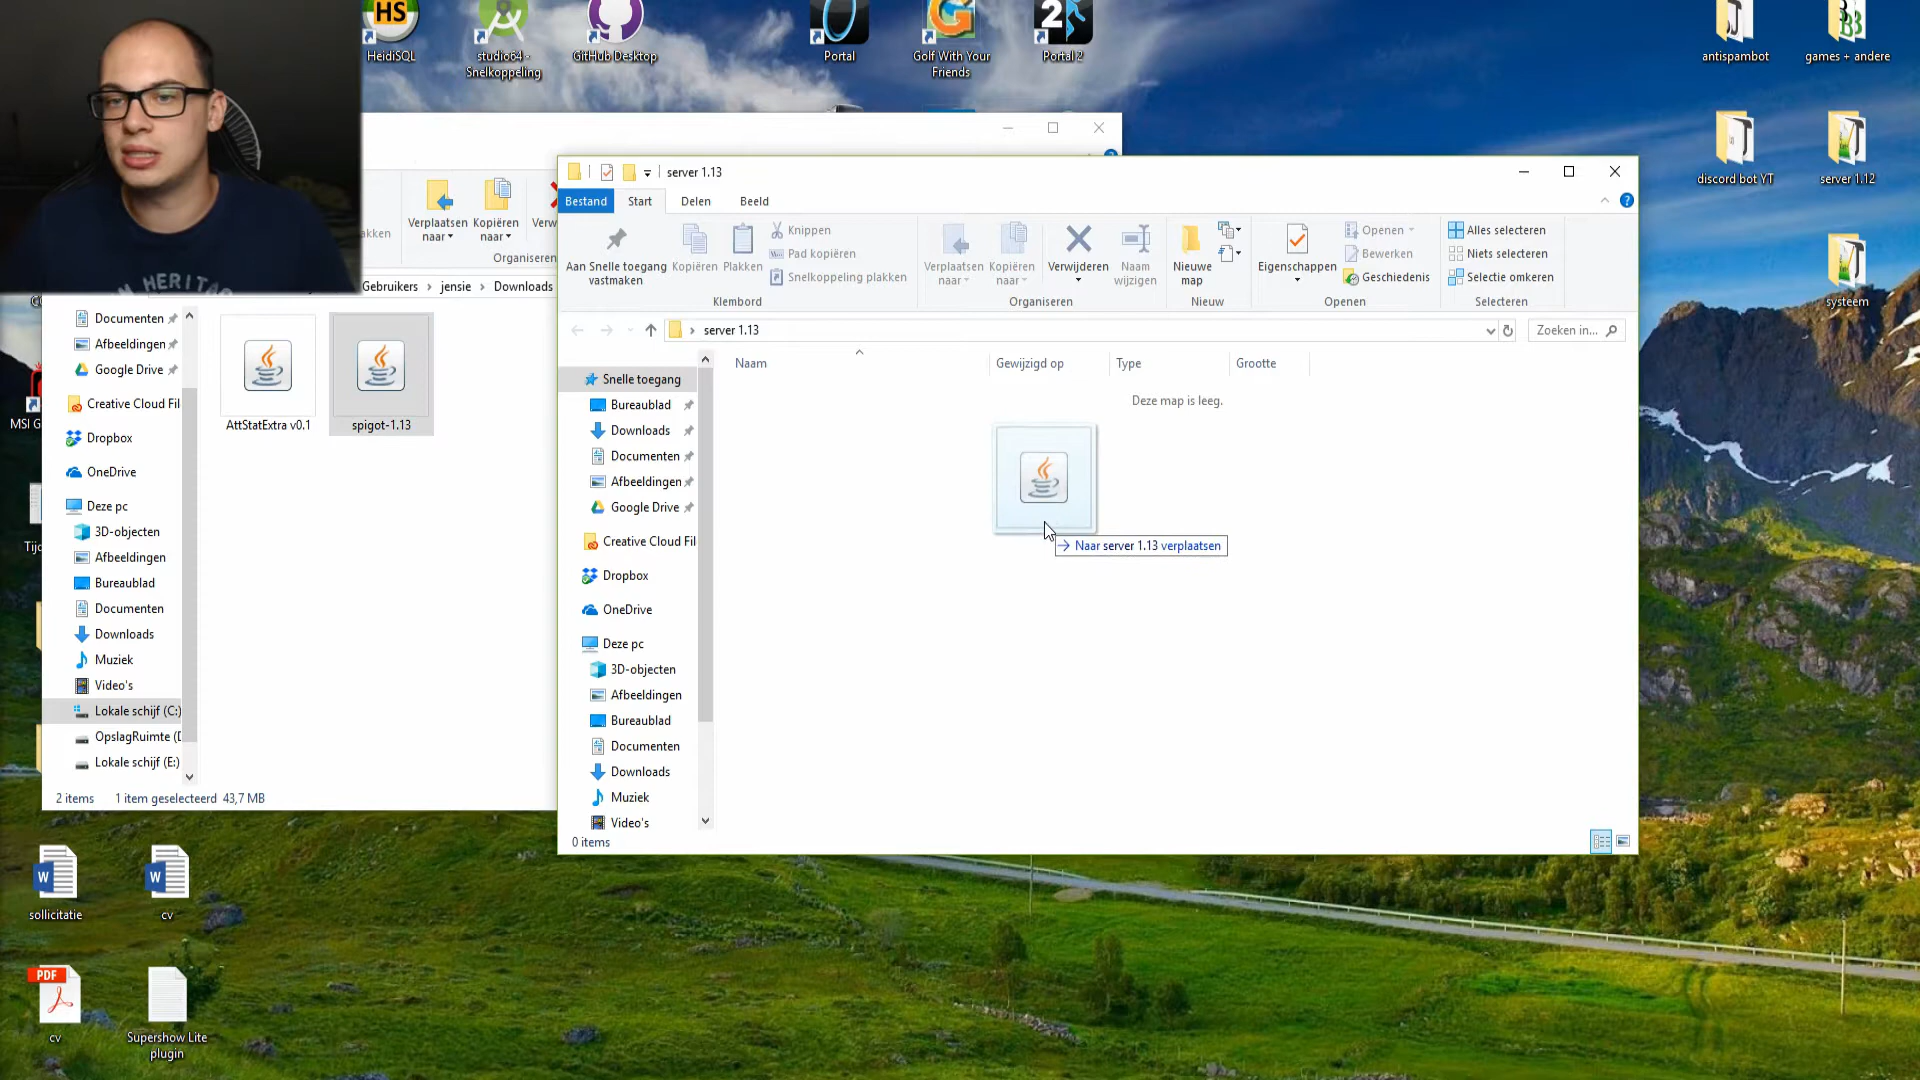 HS
HeidiSQL
studio64 -
Snelkoppeling
GitHub Desktop
Portal
Golf With Your
Friends
2
Portal 2
antispambot
games + andere
discord bot YT
server 1.12
systeem
MSI G
Verplaatsen
naar
Kopiëren
naar
Verw
akken
Organiseren
Gebruikers › jensie › Downloads
Documenten
Afbeeldingen
Google Drive
Creative Cloud Fil
Dropbox
OneDrive
Deze pc
3D-objecten
Afbeeldingen
Bureaublad
Documenten
Downloads
Muziek
Video's
Lokale schijf (C:)
OpslagRuimte (D
Lokale schijf (E:)
AttStatExtra v0.1
spigot-1.13
2 items 1 item geselecteerd 43,7 MB
server 1.13
Bestand Start Delen Beeld
Aan Snelle toegang
vastmaken
Kopiëren
Plakken
Knippen
Pad kopiëren
Snelkoppeling plakken
Klembord
Verplaatsen
naar
Kopiëren
naar
Verwijderen
Naam
wijzigen
Organiseren
Nieuwe
map
Nieuw
Eigenschappen
Openen
Bewerken
Geschiedenis
Openen
Alles selecteren
Niets selecteren
Selectie omkeren
Selecteren
› server 1.13
Zoeken in...
Naam Gewijzigd op Type Grootte
Deze map is leeg.
Naar server 1.13 verplaatsen
Snelle toegang
Bureaublad
Downloads
Documenten
Afbeeldingen
Google Drive
Creative Cloud Fil
Dropbox
OneDrive
Deze pc
3D-objecten
Afbeeldingen
Bureaublad
Documenten
Downloads
Muziek
Video's
0 items
W
sollicitatie
W
cv
PDF
cv
Supershow Lite
plugin